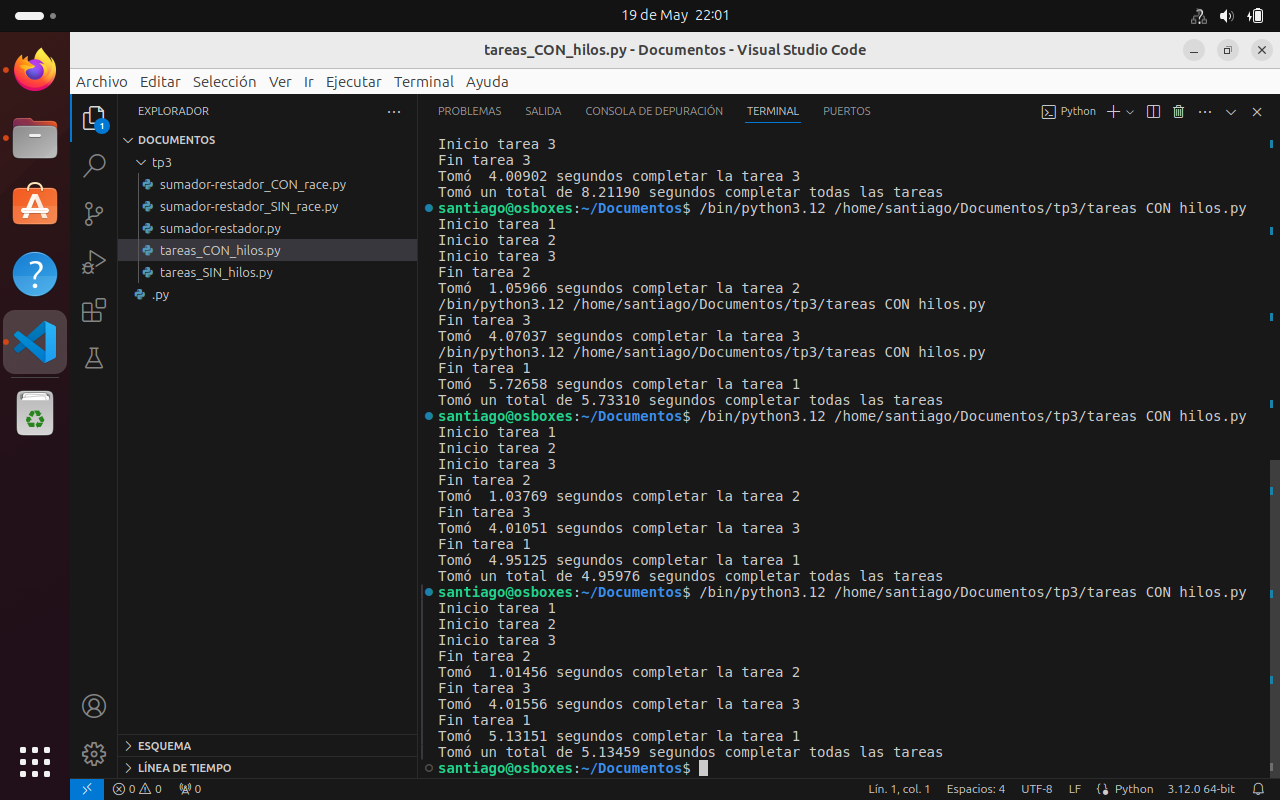 19 de May 22:01
tareas_CON_hilos.py - Documentos - Visual Studio Code
Archivo Editar Selección Ver Ir Ejecutar Terminal Ayuda
1
EXPLORADOR
DOCUMENTOS
tp3
sumador-restador_CON_race.py
sumador-restador_SIN_race.py
sumador-restador.py
tareas_CON_hilos.py
tareas_SIN_hilos.py
.py
ESQUEMA
LÍNEA DE TIEMPO
PROBLEMAS SALIDA CONSOLA DE DEPURACIÓN TERMINAL PUERTOS
Python
Inicio tarea 3
Fin tarea 3
Tomó  4.00902 segundos completar la tarea 3
Tomó un total de 8.21190 segundos completar todas las tareas
santiago@osboxes:~/Documentos$ /bin/python3.12 /home/santiago/Documentos/tp3/tareas CON hilos.py
Inicio tarea 1
Inicio tarea 2
Inicio tarea 3
Fin tarea 2
Tomó  1.05966 segundos completar la tarea 2
/bin/python3.12 /home/santiago/Documentos/tp3/tareas CON hilos.py
Fin tarea 3
Tomó  4.07037 segundos completar la tarea 3
/bin/python3.12 /home/santiago/Documentos/tp3/tareas CON hilos.py
Fin tarea 1
Tomó  5.72658 segundos completar la tarea 1
Tomó un total de 5.73310 segundos completar todas las tareas
santiago@osboxes:~/Documentos$ /bin/python3.12 /home/santiago/Documentos/tp3/tareas CON hilos.py
Inicio tarea 1
Inicio tarea 2
Inicio tarea 3
Fin tarea 2
Tomó  1.03769 segundos completar la tarea 2
Fin tarea 3
Tomó  4.01051 segundos completar la tarea 3
Fin tarea 1
Tomó  4.95125 segundos completar la tarea 1
Tomó un total de 4.95976 segundos completar todas las tareas
santiago@osboxes:~/Documentos$ /bin/python3.12 /home/santiago/Documentos/tp3/tareas CON hilos.py
Inicio tarea 1
Inicio tarea 2
Inicio tarea 3
Fin tarea 2
Tomó  1.01456 segundos completar la tarea 2
Fin tarea 3
Tomó  4.01556 segundos completar la tarea 3
Fin tarea 1
Tomó  5.13151 segundos completar la tarea 1
Tomó un total de 5.13459 segundos completar todas las tareas
santiago@osboxes:~/Documentos$
0 0 0 Lín. 1, col. 1 Espacios: 4 UTF-8 LF Python 3.12.0 64-bit